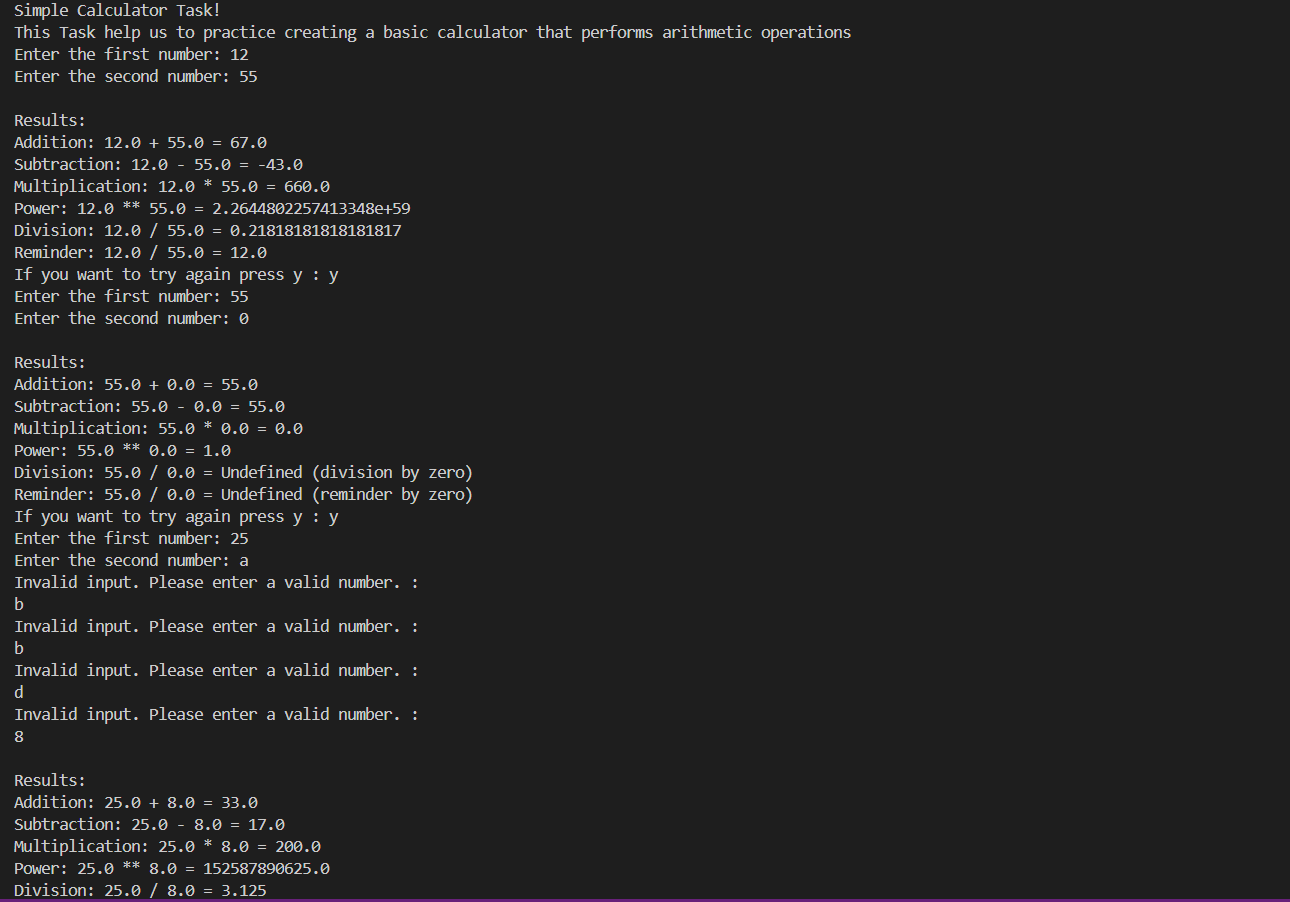 Simple Calculator Task!
This Task help us to practice creating a basic calculator that performs arithmetic operations
Enter the first number: 12
Enter the second number: 55
Results:
Addition: 12.0 + 55.0 = 67.0
Subtraction: 12.0 - 55.0 = -43.0
Multiplication: 12.0 * 55.0 = 660.0
Power: 12.0 ** 55.0 = 2.2644802257413348e+59
Division: 12.0 / 55.0 = 0.21818181818181817
Reminder: 12.0 / 55.0 = 12.0
If you want to try again press y : y
Enter the first number: 55
Enter the second number: 0
Results:
Addition: 55.0 + 0.0 = 55.0
Subtraction: 55.0 - 0.0 = 55.0
Multiplication: 55.0 * 0.0 = 0.0
Power: 55.0 ** 0.0 = 1.0
Division: 55.0 / 0.0 = Undefined (division by zero)
Reminder: 55.0 / 0.0 = Undefined (reminder by zero)
If you want to try again press y : y
Enter the first number: 25
Enter the second number: a
Invalid input. Please enter a valid number. :
b
Invalid input. Please enter a valid number. :
b
Invalid input. Please enter a valid number. :
d
Invalid input. Please enter a valid number. :
8
Results:
Addition: 25.0 + 8.0 = 33.0
Subtraction: 25.0 - 8.0 = 17.0
Multiplication: 25.0 * 8.0 = 200.0
Power: 25.0 ** 8.0 = 152587890625.0
Division: 25.0 / 8.0 = 3.125